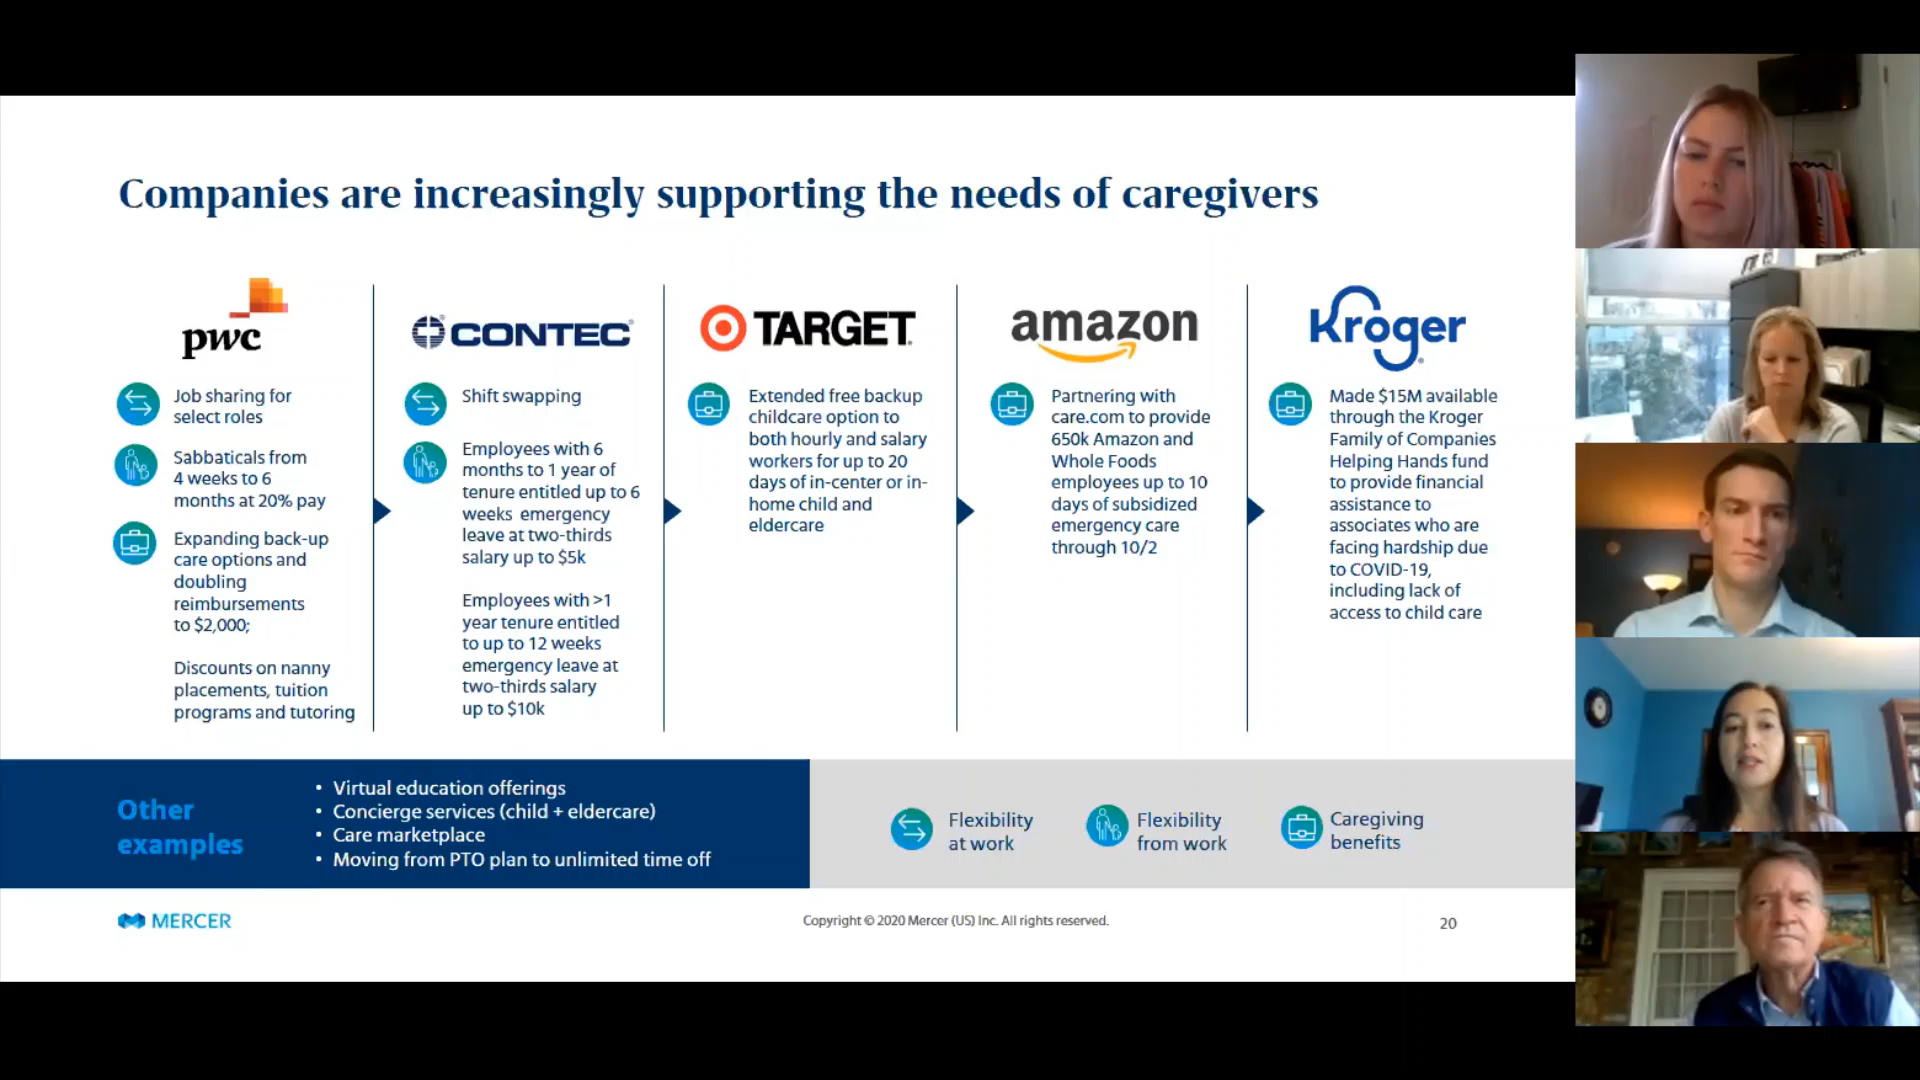 Companies are increasingly supporting the needs of caregivers
pwc
Job sharing for
select roles
Sabbaticals from
4 weeks to 6
months at 20% pay
Expanding back-up
care options and
doubling
reimbursements
to $2,000;
Discounts on nanny
placements, tuition
programs and tutoring
CONTEC®
Shift swapping
Employees with 6
months to 1 year of
tenure entitled up to 6
weeks emergency
leave at two-thirds
salary up to $5k
Employees with >1
year tenure entitled
to up to 12 weeks
emergency leave at
two-thirds salary
up to $10k
TARGET
Extended free backup
childcare option to
both hourly and salary
workers for up to 20
days of in-center or in-
home child and
eldercare
amazon
Partnering with
care.com to provide
650k Amazon and
Whole Foods
employees up to 10
days of subsidized
emergency care
through 10/2
Kroger
Made $15M available
through the Kroger
Family of Companies
Helping Hands fund
to provide financial
assistance to
associates who are
facing hardship due
to COVID-19,
including lack of
access to child care
Other
examples
• Virtual education offerings
• Concierge services (child + eldercare)
• Care marketplace
• Moving from PTO plan to unlimited time off
Flexibility
at work
Flexibility
from work
Caregiving
benefits
MERCER
Copyright © 2020 Mercer (US) Inc. All rights reserved.
20